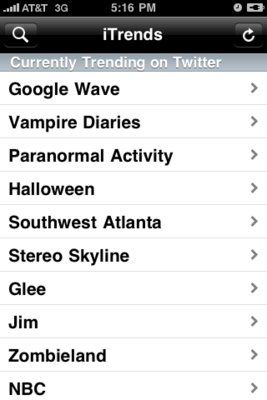 AT&T 3G 5:16 PM
iTrends
Currently Trending on Twitter
Google Wave
Vampire Diaries
Paranormal Activity
Halloween
Southwest Atlanta
Stereo Skyline
Glee
Jim
Zombieland
NBC